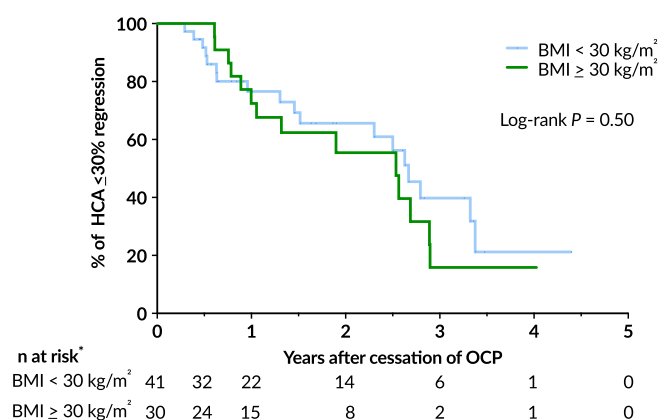 % of HCA ≤30% regression
100
80
60
40
20
0
BMI < 30 kg/m²
BMI ≥ 30 kg/m²
Log-rank P = 0.50
0 1 2 3 4 5
Years after cessation of OCP
n at risk*
BMI < 30 kg/m² 41 32 22 14 6 1 0
BMI ≥ 30 kg/m² 30 24 15 8 2 1 0